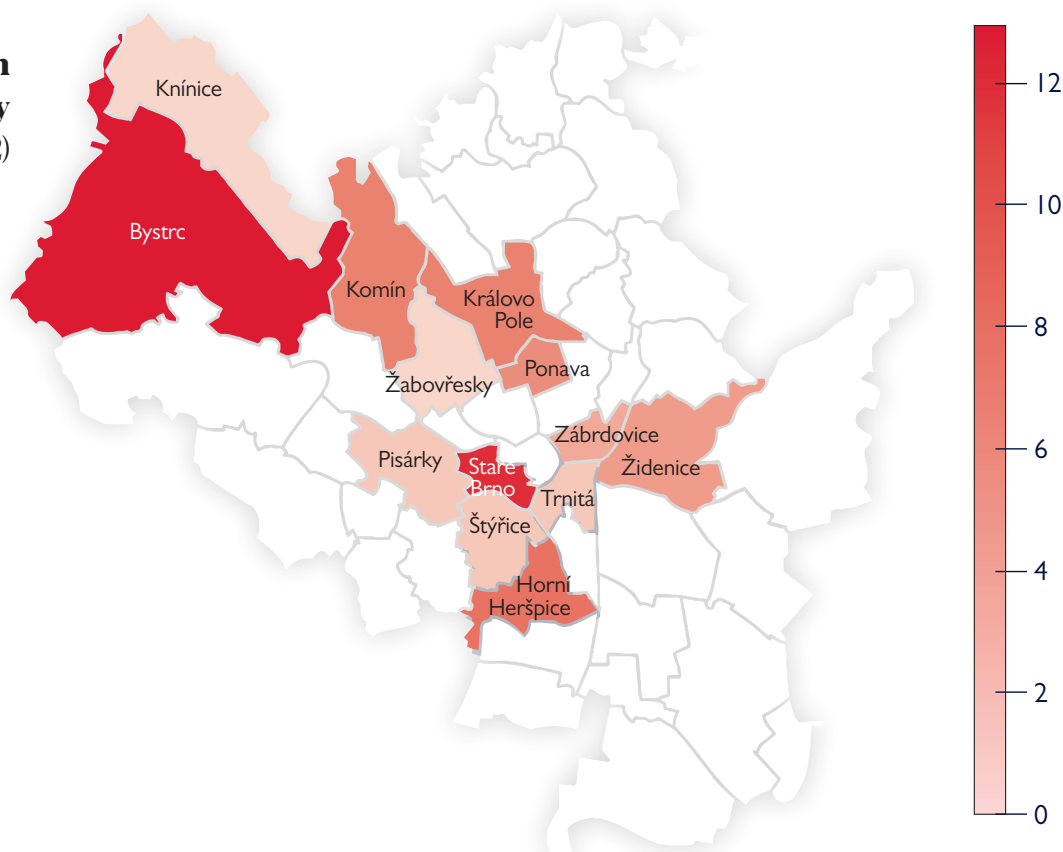 n
y
2)
Knínice
Bystrc
Komín
Královo
Pole
Ponava
Žabovřesky
Zábrdovice
Židenice
Pisárky
Staré
Brno
Trnitá
Štýřice
Horní
Heršpice
12
10
8
6
4
2
0